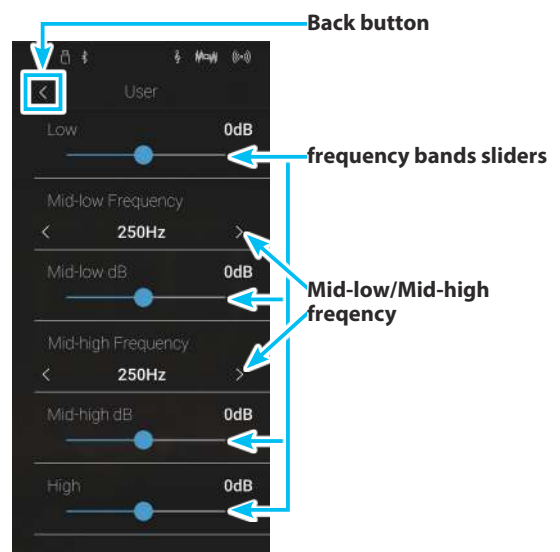 Back button
User
Low 0dB
frequency bands sliders
Mid-low Frequency
250Hz
Mid-low dB 0dB
Mid-low/Mid-high
freqency
Mid-high Frequency
250Hz
Mid-high dB 0dB
High 0dB